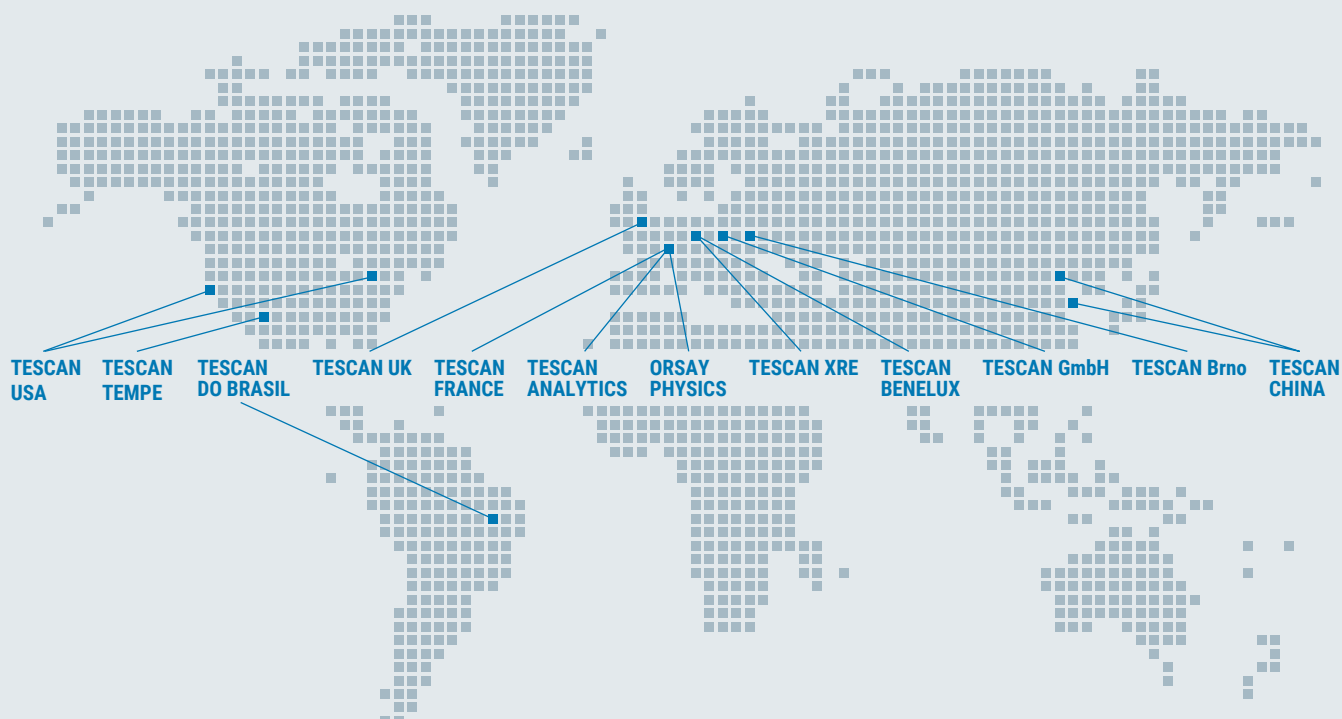 TESCAN
USA
TESCAN
TEMPE
TESCAN
DO BRASIL
TESCAN UK
TESCAN
FRANCE
TESCAN
ANALYTICS
ORSAY
PHYSICS
TESCAN XRE
TESCAN
BENELUX
TESCAN GmbH
TESCAN Brno
TESCAN
CHINA